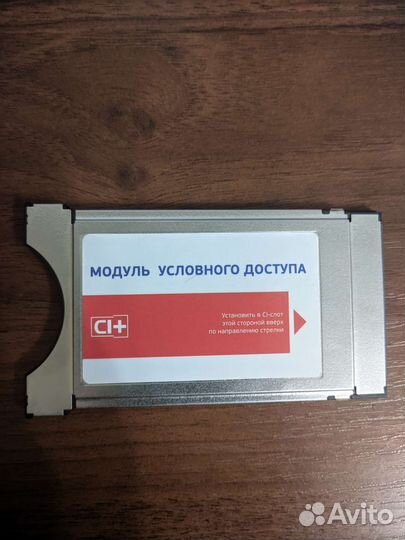 МОДУЛЬ УСЛОВНОГО ДОСТУПА
CI+
Установить в CI-слот
этой стороной вверх
по направлению стрелки
Avito